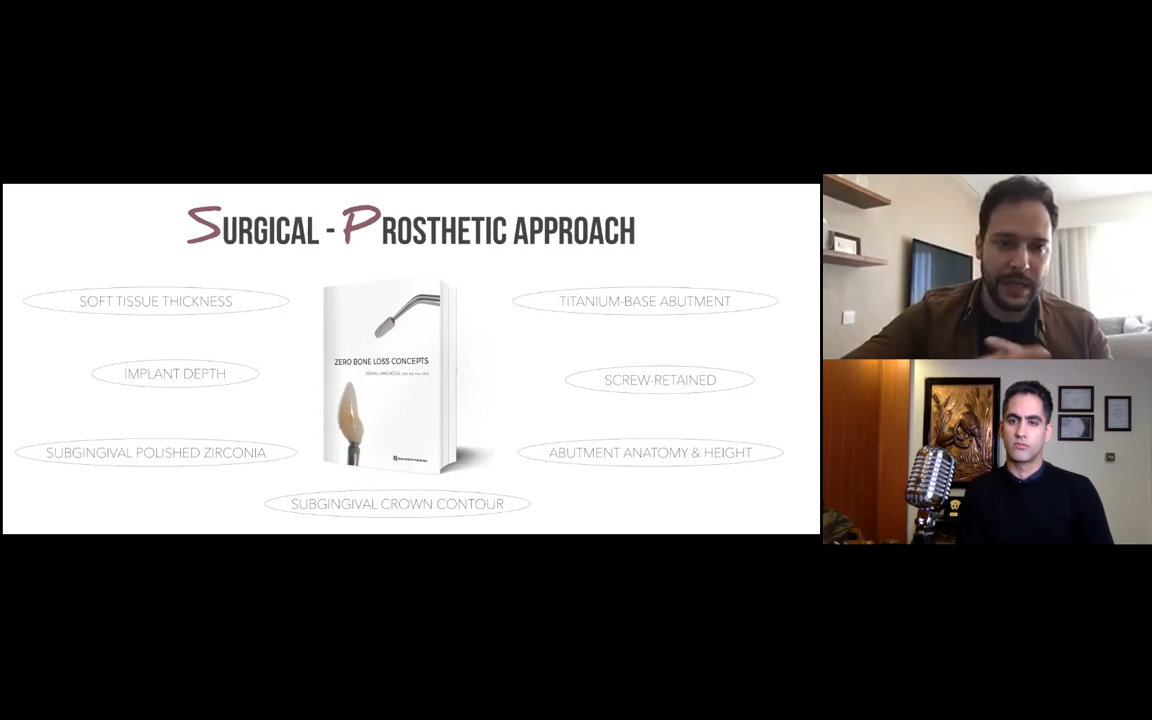 SURGICAL - PROSTHETIC APPROACH
SOFT TISSUE THICKNESS
TITANIUM-BASE ABUTMENT
ZERO BONE LOSS CONCEPTS
IMPLANT DEPTH
SCREW-RETAINED
SUBGINGIVAL POLISHED ZIRCONIA
ABUTMENT ANATOMY & HEIGHT
SUBGINGIVAL CROWN CONTOUR